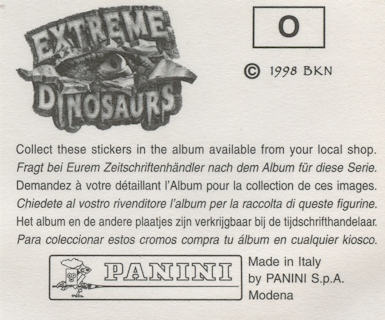 EXTREME
DINOSAURS
O
© 1998 BKN
Collect these stickers in the album available from your local shop.
Fragt bei Eurem Zeitschriftenhändler nach dem Album für diese Serie.
Demandez à votre détaillant l'Album pour la collection de ces images.
Chiedete al vostro rivenditore l'album per la raccolta di queste figurine.
Het album en de andere plaatjes zijn verkrijgbaar bij de tijdschrifthandelaar.
Para coleccionar estos cromos compra tu álbum en cualquier kiosco.
PANINI
Made in Italy
by PANINI S.p.A.
Modena